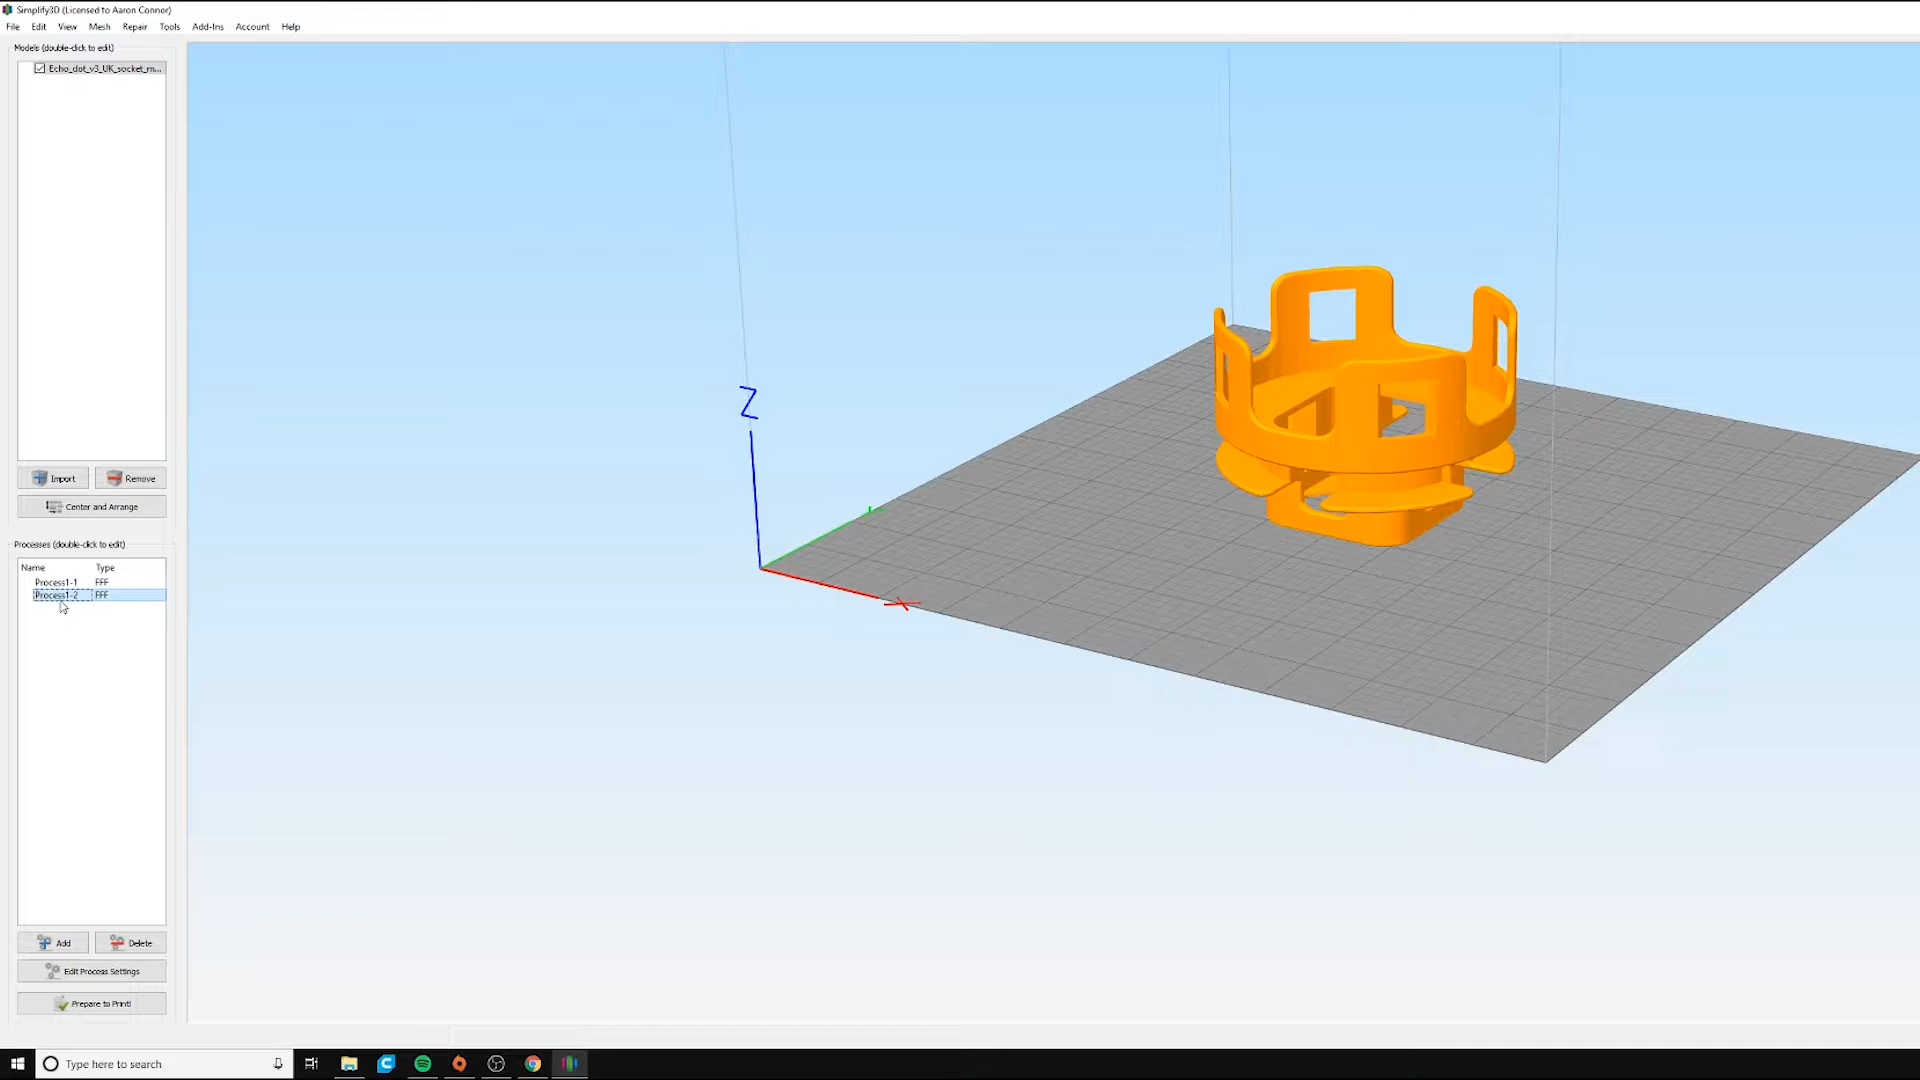 Simplify3D (Licensed to Aaron Connor)
File Edit View Mesh Repair Tools Add-Ins Account Help
Models (double-click to edit)
Echo_dot_v3_UK_socket_m...
Import Remove
Center and Arrange
Processes (double-click to edit)
Name Type
Process1-1 FFF
Process1-2 FFF
Add Delete
Edit Process Settings
Prepare to Print!
Z
X
Type here to search